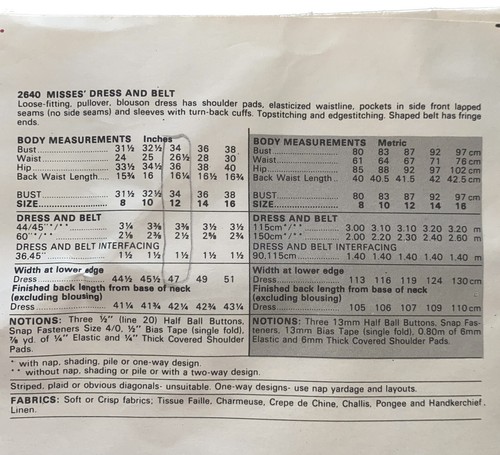 2640 MISSES' DRESS AND BELT
Loose-fitting, pullover, blouson dress has shoulder pads, elasticized waistline, pockets in side front lapped
seams (no side seams) and sleeves with turn-back cuffs. Topstitching and edgestitching. Shaped belt has fringe
ends.
BODY MEASUREMENTS Inches
Bust 31½ 32½ 34 36 38
Waist 24 25 26½ 28 30
Hip 33½ 34½ 36 38 40
Back Waist Length 15¾ 16 16¼ 16½ 16¾
BUST 31½ 32½ 34 36 38
SIZE 8 10 12 14 16
DRESS AND BELT
44/45"*/** 3¼ 3⅜ 3⅜ 3½ 3½
60"*/** 2⅛ 2⅜ 2½ 2⅝ 2¾
DRESS AND BELT INTERFACING
36,45" 1½ 1½ 1½ 1½ 1½
Width at lower edge
Dress 44½ 45½ 47 49 51
Finished back length from base of neck
(excluding blousing)
Dress 41¼ 41¾ 42¼ 42¾ 43¼
NOTIONS: Three ½" (line 20) Half Ball Buttons,
Snap Fasteners Size 4/0, ½" Bias Tape (single fold),
⅞ yd. of ¼" Elastic and ¼" Thick Covered Shoulder
Pads.
BODY MEASUREMENTS Metric
Bust 80 83 87 92 97 cm
Waist 61 64 67 71 76 cm
Hip 85 88 92 97 102 cm
Back Waist Length 40 40.5 41.5 42 42.5 cm
BUST 80 83 87 92 97 cm
SIZE 8 10 12 14 16
DRESS AND BELT
115cm*/** 3.00 3.10 3.10 3.20 3.20 m
150cm*/** 2.00 2.20 2.30 2.40 2.60 m
DRESS AND BELT INTERFACING
90,115cm 1.40 1.40 1.40 1.40 1.40 m
Width at lower edge
Dress 113 116 119 124 130 cm
Finished back length from base of neck
(excluding blousing)
Dress 105 106 107 109 110 cm
NOTIONS: Three 13mm Half Ball Buttons, Snap Fas-
teners, 13mm Bias Tape (single fold), 0.80m of 6mm
Elastic and 6mm Thick Covered Shoulder Pads.
* with nap, shading, pile or one-way design.
** without nap, shading or pile or with a two-way design.
Striped, plaid or obvious diagonals- unsuitable. One-way designs- use nap yardage and layouts.
FABRICS: Soft or Crisp fabrics; Tissue Faille, Charmeuse, Crepe de Chine, Challis, Pongee and Handkerchief
Linen.